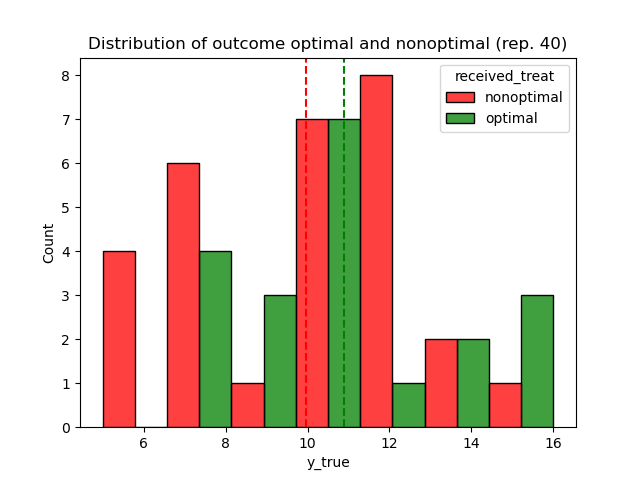 Distribution of outcome optimal and nonoptimal (rep. 40)
received_treat
nonoptimal
optimal
Count
8
7
6
5
4
3
2
1
0
6 8 10 12 14 16
y_true